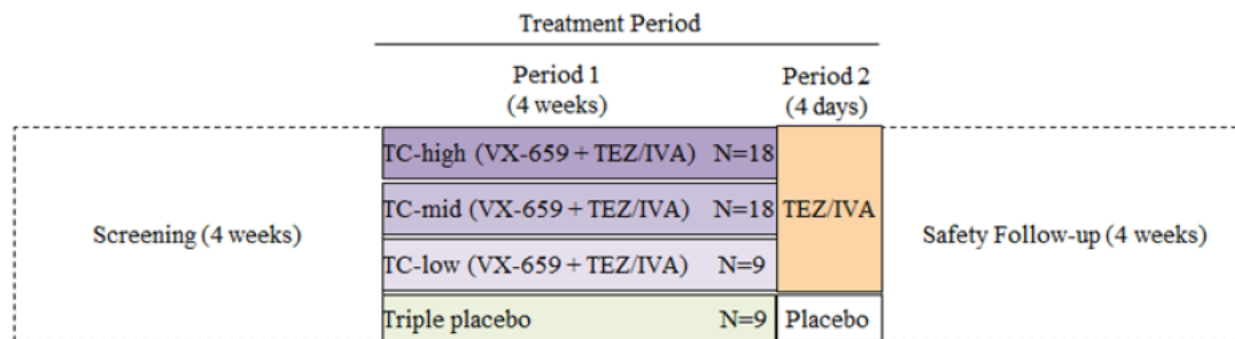 Treatment Period
Period 1
(4 weeks)
Period 2
(4 days)
Screening (4 weeks)
TC-high (VX-659 + TEZ/IVA) N=18
TC-mid (VX-659 + TEZ/IVA) N=18
TC-low (VX-659 + TEZ/IVA) N=9
Triple placebo N=9
TEZ/IVA
Placebo
Safety Follow-up (4 weeks)